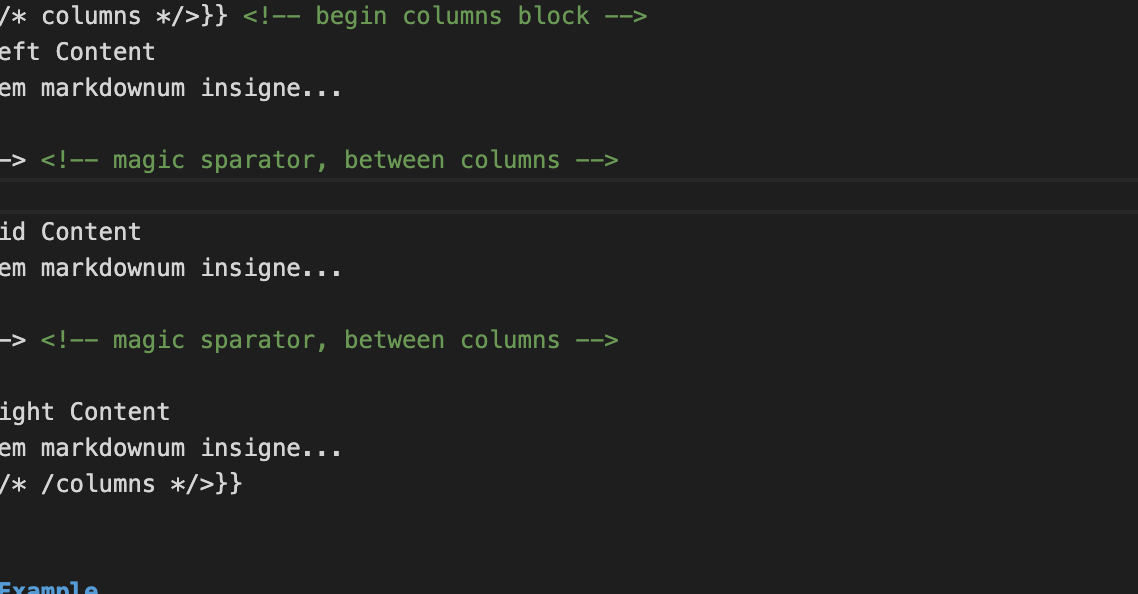 /* columns */>}} <!-- begin columns block -->
eft Content
em markdownum insigne...
-> <!-- magic sparator, between columns -->
id Content
em markdownum insigne...
-> <!-- magic sparator, between columns -->
ight Content
em markdownum insigne...
/* /columns */>}}
Example